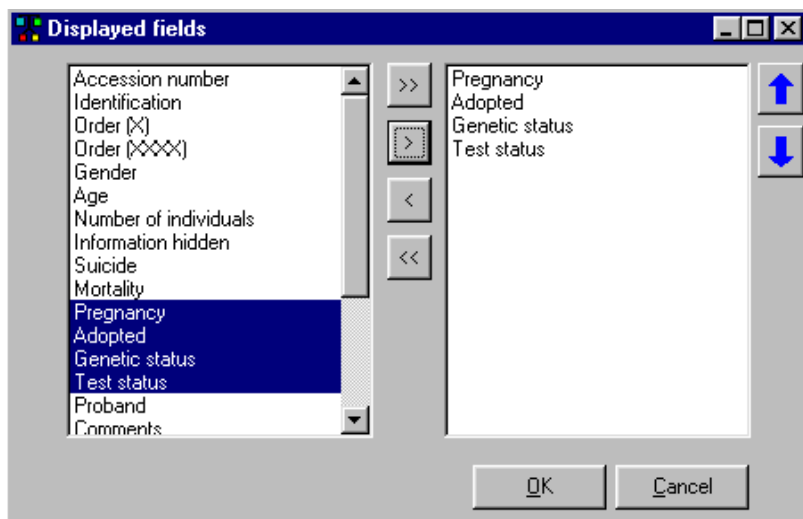 Displayed fields
Accession number
Identification
Order (X)
Order (XXXX)
Gender
Age
Number of individuals
Information hidden
Suicide
Mortality
Pregnancy
Adopted
Genetic status
Test status
Proband
Comments
>>
>
<
<<
Pregnancy
Adopted
Genetic status
Test status
OK
Cancel